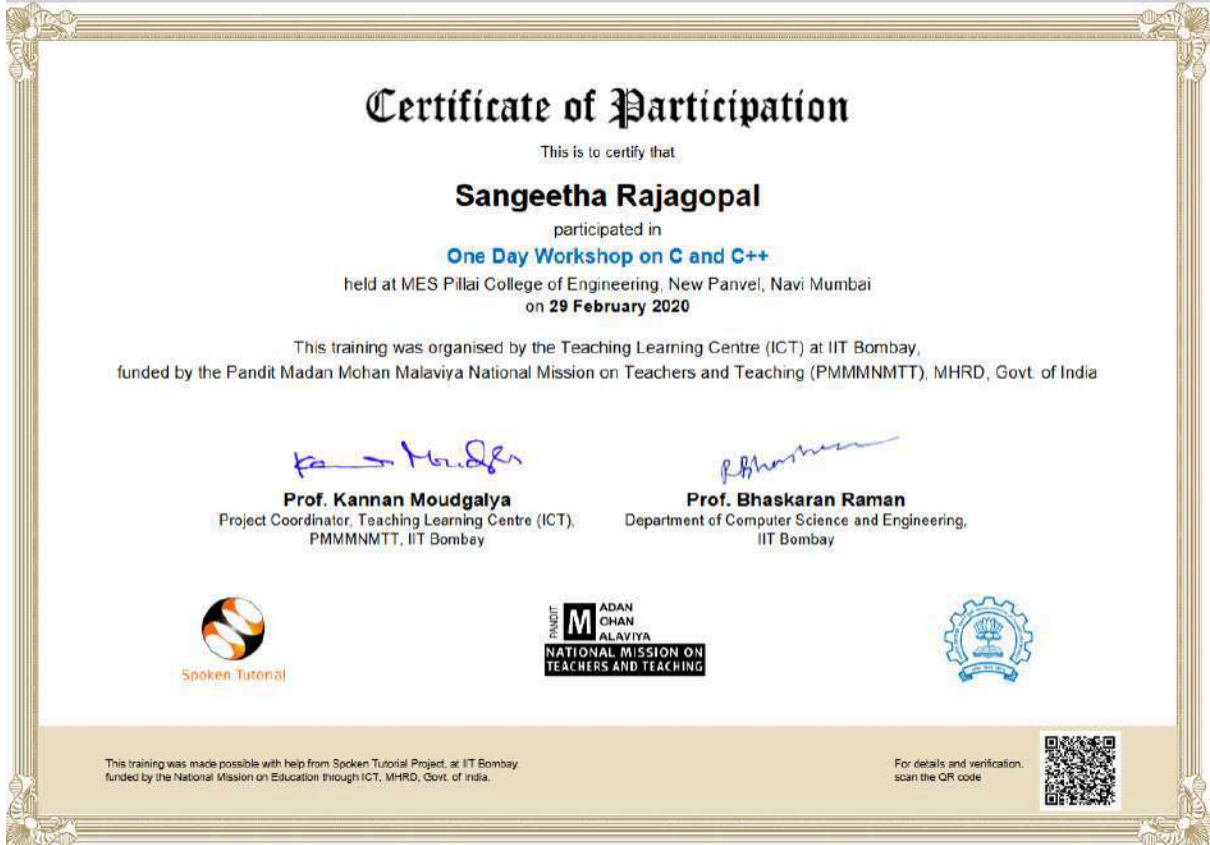 Certificate of Participation
This is to certify that
Sangeetha Rajagopal
participated in
One Day Workshop on C and C++
held at MES Pillai College of Engineering, New Panvel, Navi Mumbai
on 29 February 2020
This training was organised by the Teaching Learning Centre (ICT) at IIT Bombay,
funded by the Pandit Madan Mohan Malaviya National Mission on Teachers and Teaching (PMMMNMTT), MHRD, Govt. of India
Prof. Kannan Moudgalya
Project Coordinator, Teaching Learning Centre (ICT),
PMMMNMTT, IIT Bombay
Prof. Bhaskaran Raman
Department of Computer Science and Engineering,
IIT Bombay
Spoken Tutorial
PANDIT
M ADAN
OHAN
ALAVIYA
NATIONAL MISSION ON
TEACHERS AND TEACHING
This training was made possible with help from Spoken Tutorial Project, at IIT Bombay
funded by the National Mission on Education through ICT, MHRD, Govt. of India.
For details and verification,
scan the QR code